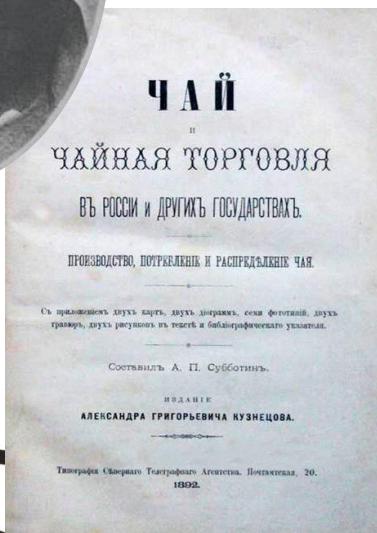 ЧАЙ
И
ЧАЙНАЯ ТОРГОВЛЯ
ВЪ РОССІИ и ДРУГИХЪ ГОСУДАРСТВАХЪ.
ПРОИЗВОДСТВО, ПОТРЕБЛЕНІЕ И РАСПРЕДѢЛЕНІЕ ЧАЯ.
Съ приложеніемъ двухъ картъ, двухъ діограммъ, семи фототипій, двухъ
гравюръ, двухъ рисунковъ въ текстѣ и библіографическаго указателя.
Составилъ А. П. Субботинъ.
ИЗДАНІЕ
АЛЕКСАНДРА ГРИГОРЬЕВИЧА КУЗНЕЦОВА.
Типографія Сѣвернаго Телеграфнаго Агентства. Почтамтская, 20.
1892.